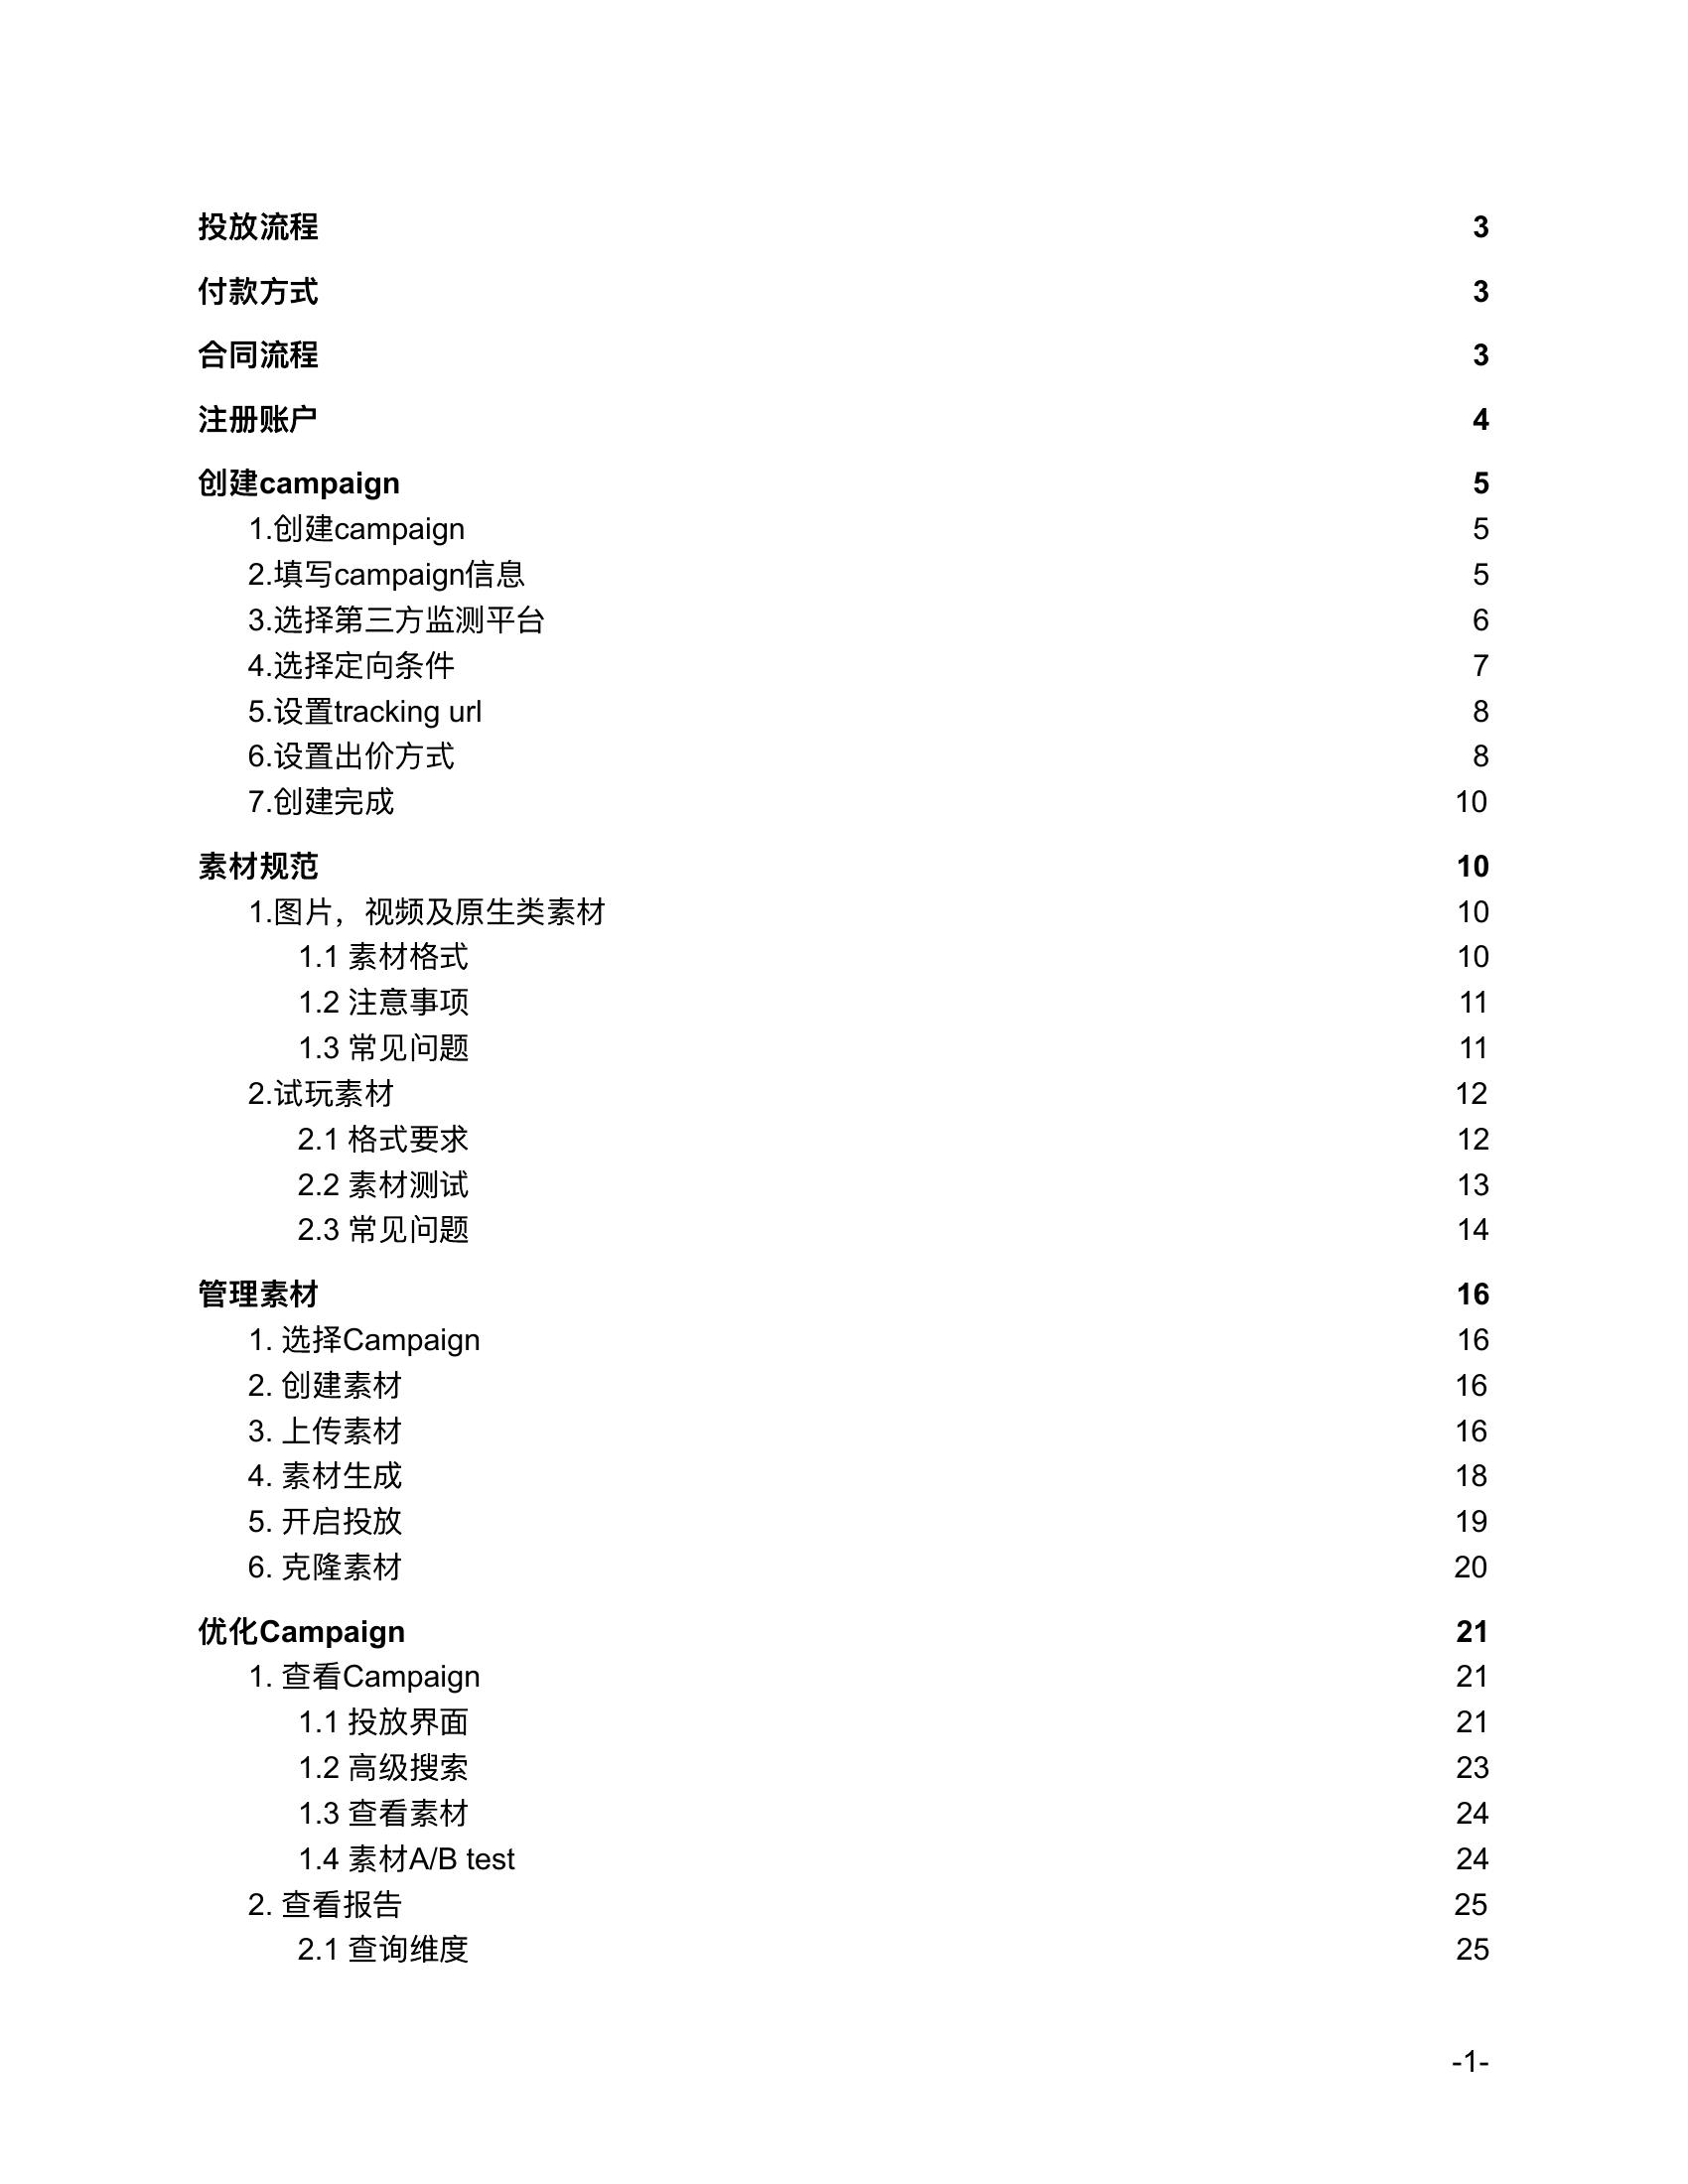 投放流程 3
付款方式 3
合同流程 3
注册账户 4
创建campaign 5
1.创建campaign 5
2.填写campaign信息 5
3.选择第三方监测平台 6
4.选择定向条件 7
5.设置tracking url 8
6.设置出价方式 8
7.创建完成 10
素材规范 10
1.图片，视频及原生类素材 10
1.1 素材格式 10
1.2 注意事项 11
1.3 常见问题 11
2.试玩素材 12
2.1 格式要求 12
2.2 素材测试 13
2.3 常见问题 14
管理素材 16
1. 选择Campaign 16
2. 创建素材 16
3. 上传素材 16
4. 素材生成 18
5. 开启投放 19
6. 克隆素材 20
优化Campaign 21
1. 查看Campaign 21
1.1 投放界面 21
1.2 高级搜索 23
1.3 查看素材 24
1.4 素材A/B test 24
2. 查看报告 25
2.1 查询维度 25
-1-